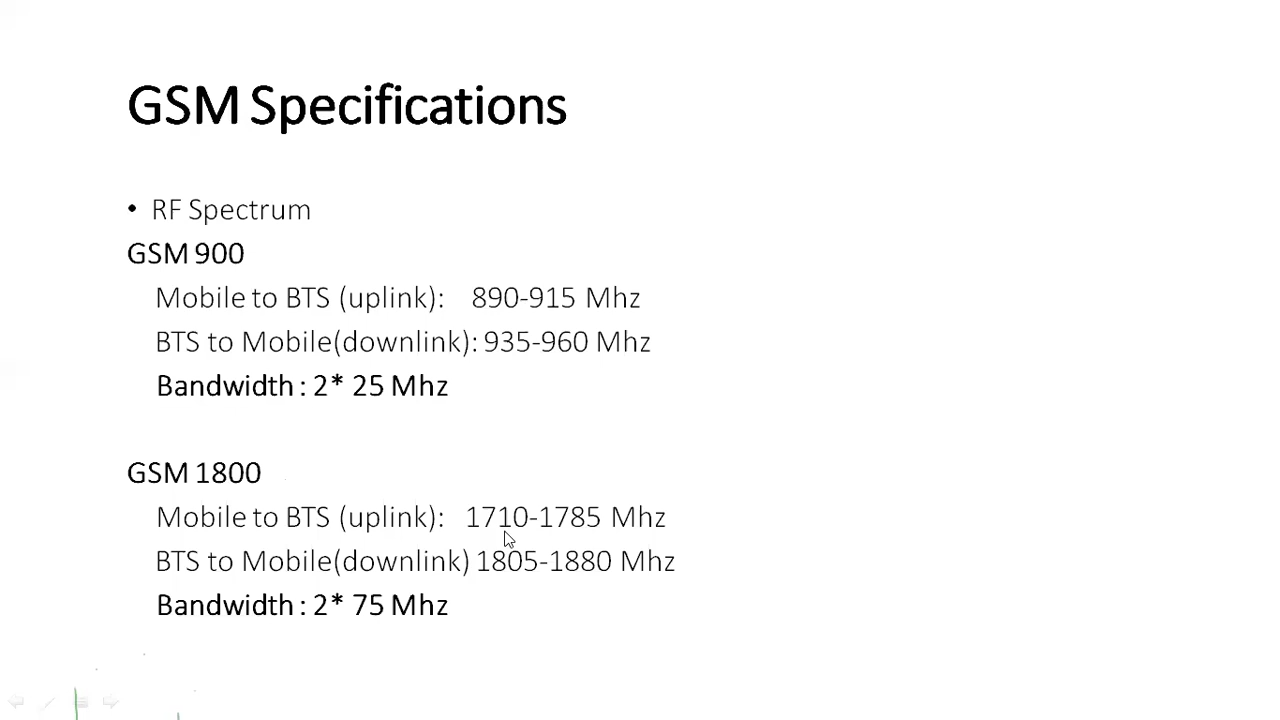 GSM Specifications
• RF Spectrum
GSM 900
Mobile to BTS (uplink): 890-915 Mhz
BTS to Mobile(downlink): 935-960 Mhz
Bandwidth : 2* 25 Mhz
GSM 1800
Mobile to BTS (uplink): 1710-1785 Mhz
BTS to Mobile(downlink) 1805-1880 Mhz
Bandwidth : 2* 75 Mhz